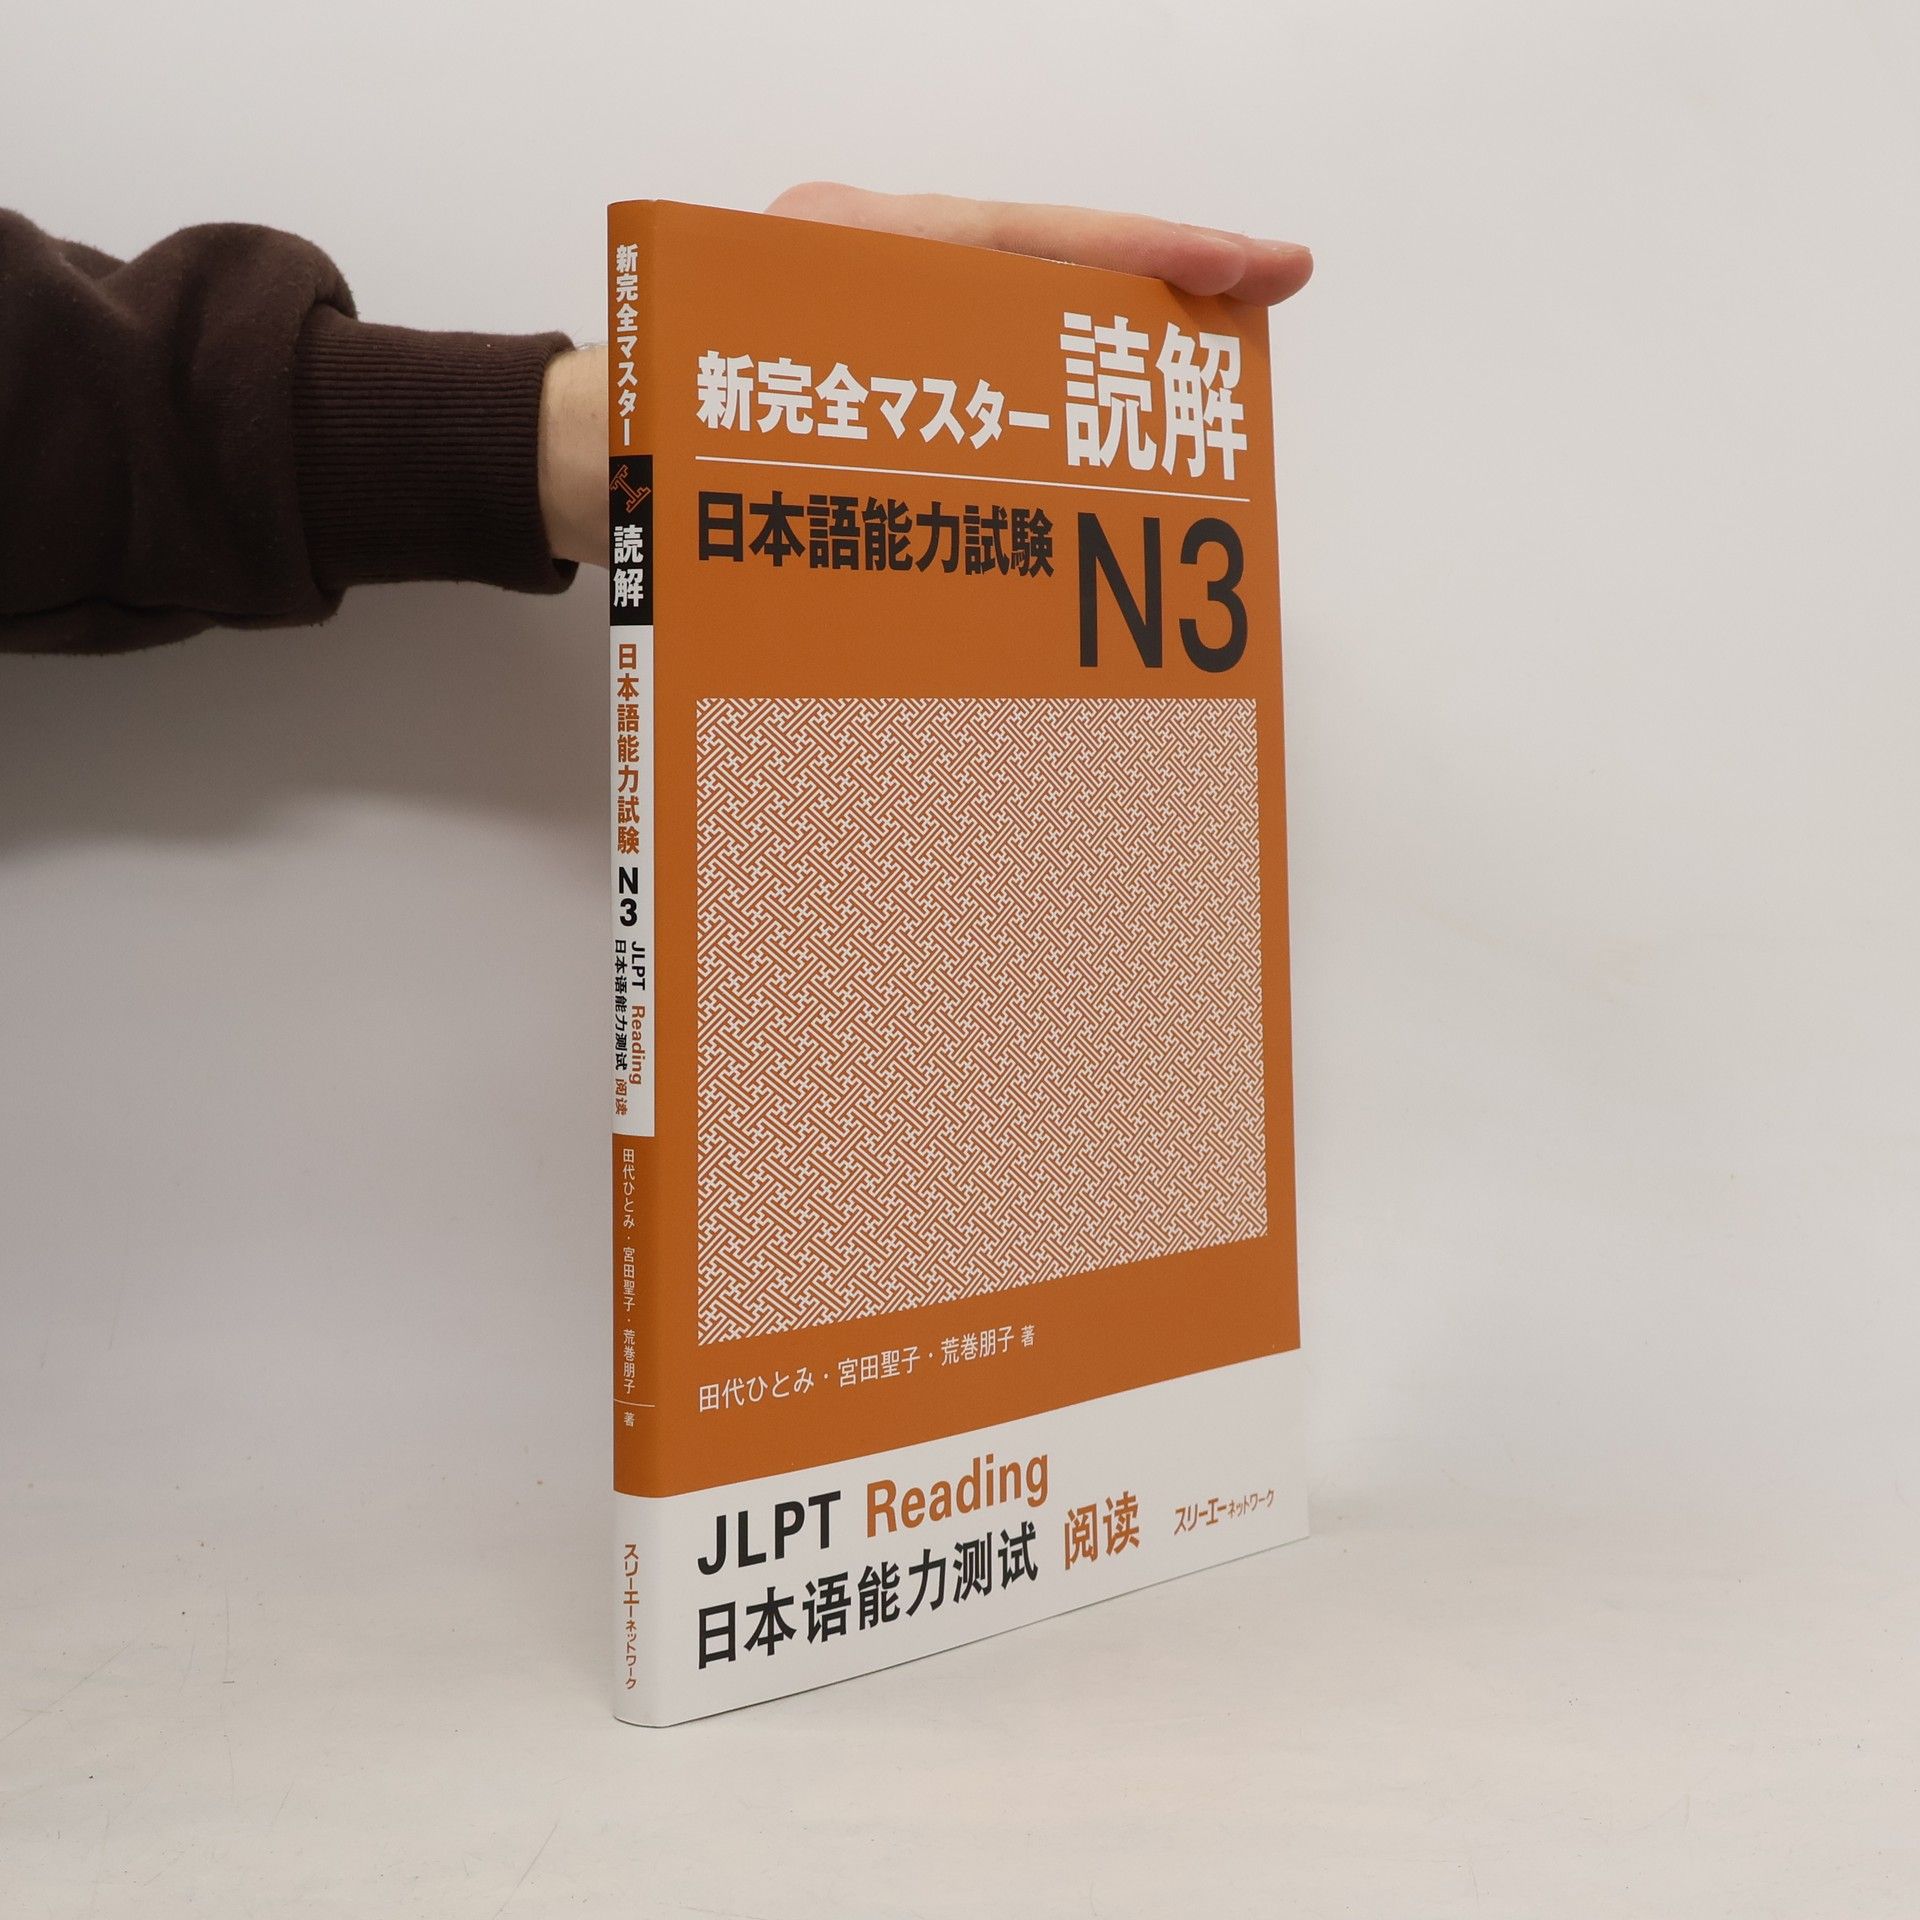 新完全マスター 読解 日本語能力試験 N3
JLPT Reading
日本语能力测试 阅读
田代ひとみ・宮田聖子・荒巻朋子 著
スリーエーネットワーク
新完全マスター 読解
日本語能力試験 N3
田代ひとみ・宮田聖子・荒巻朋子 著
JLPT Reading
日本语能力测试 阅读 スリーエーネットワーク